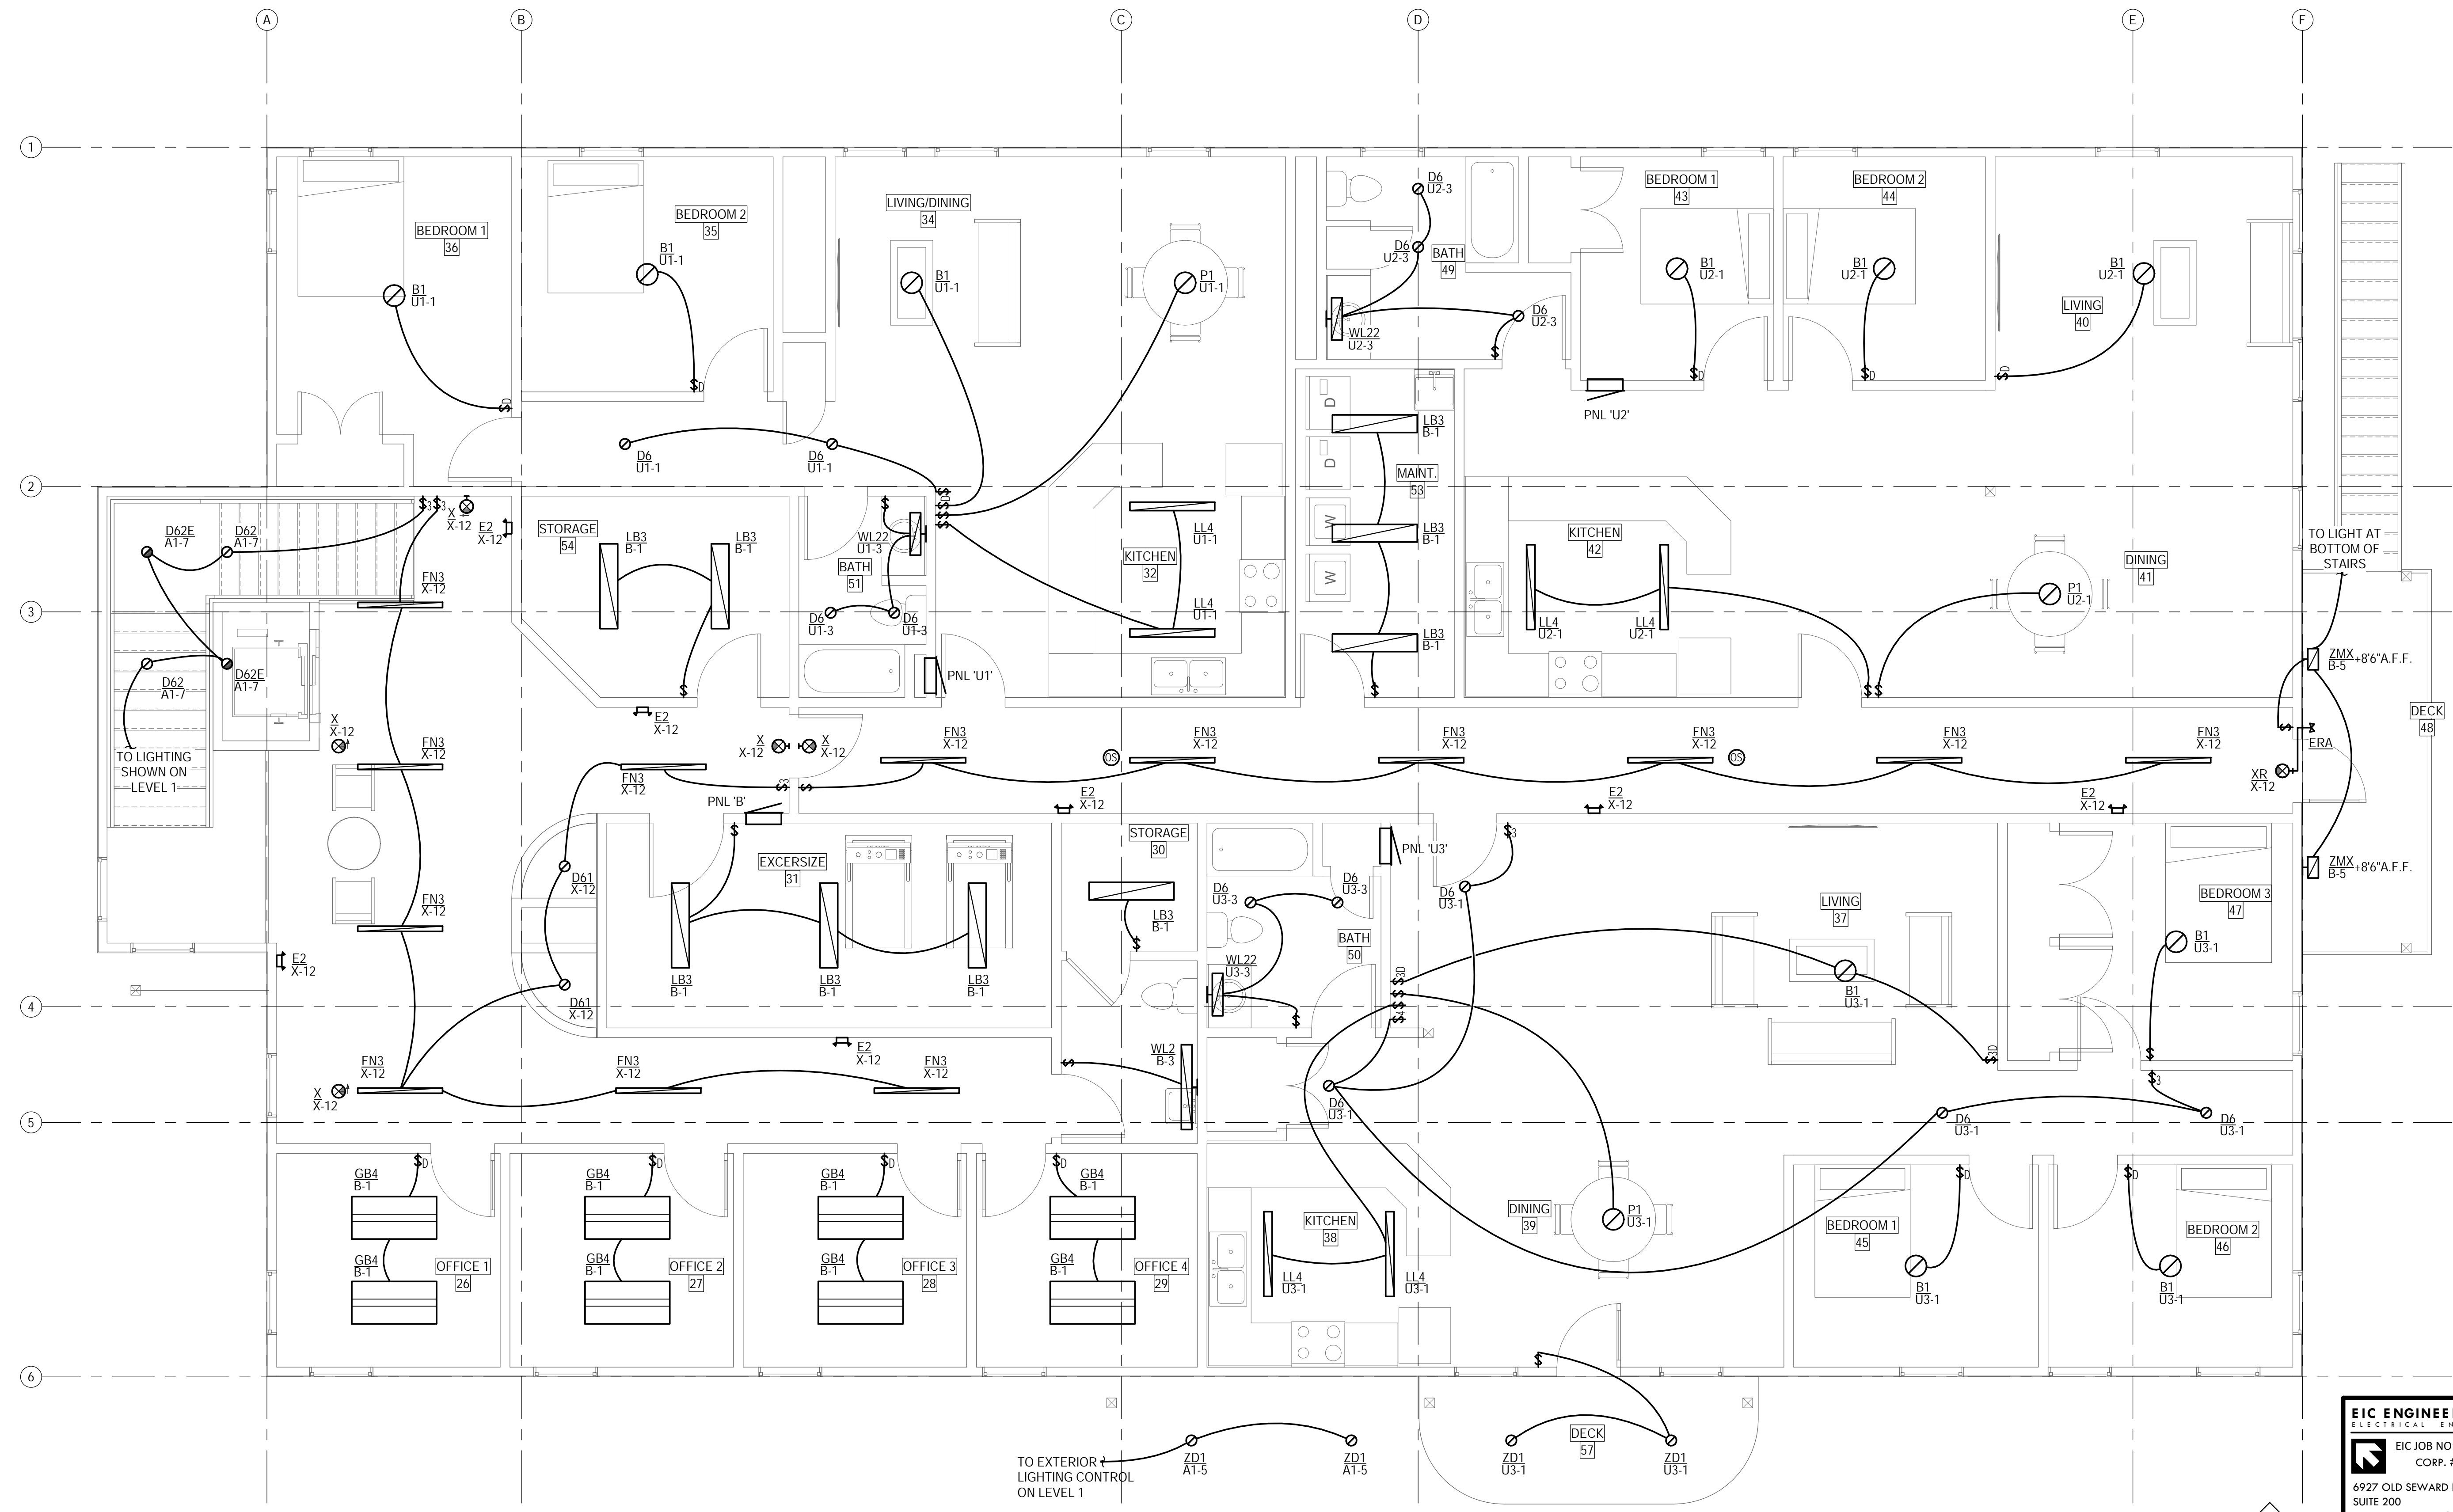 A
B
C
D
E
F
1
2
3
4
5
6
BEDROOM 1
36
B1
U1-1
BEDROOM 2
35
B1
U1-1
LIVING/DINING
34
B1
U1-1
P1
U1-1
D6
U2-3
D6
U2-3
BATH
49
WL22
U2-3
D6
U2-3
$
BEDROOM 1
43
B1
U2-1
BEDROOM 2
44
B1
U2-1
B1
U2-1
LIVING
40
$D
$D
$D
$D
$D
PNL 'U2'
D6
U1-1
D6
U1-1
D
D
W
W
LB3
B-1
MAINT.
53
LB3
B-1
LB3
B-1
$
$
$D
$
$
$3
$3
X
X-12
E2
X-12
D62E
A1-7
D62
A1-7
D62
A1-7
D62E
A1-7
STORAGE
54
LB3
B-1
LB3
B-1
$
$
WL22
U1-3
BATH
51
D6
U1-3
D6
U1-3
PNL 'U1'
KITCHEN
32
LL4
U1-1
LL4
U1-1
KITCHEN
42
LL4
U2-1
LL4
U2-1
$
$
DINING
41
P1
U2-1
TO LIGHT AT
BOTTOM OF
STAIRS
ZMX
B-5
+8'6"A.F.F.
DECK
48
ERA
XR
X-12
$
ZMX
B-5
+8'6"A.F.F.
TO LIGHTING
SHOWN ON
LEVEL 1
FN3
X-12
X
X-12
FN3
X-12
FN3
X-12
E2
X-12
E2
X-12
X
X-12
X
X-12
FN3
X-12
$3
$
FN3
X-12
OS
FN3
X-12
FN3
X-12
FN3
X-12
OS
FN3
X-12
FN3
X-12
E2
X-12
E2
X-12
E2
X-12
PNL 'B'
$
EXCERSIZE
31
LB3
B-1
LB3
B-1
LB3
B-1
D61
X-12
D61
X-12
STORAGE
30
LB3
B-1
$
PNL 'U3'
D6
U3-3
D6
U3-3
BATH
50
WL22
U3-3
$
$3
D6
U3-1
$3D
$
$
$4
LIVING
37
B1
U3-1
$3D
BEDROOM 3
47
B1
U3-1
$
$3
D6
U3-1
D6
U3-1
D6
U3-1
E2
X-12
WL2
B-3
$
X
X-12
FN3
X-12
FN3
X-12
FN3
X-12
GB4
B-1
$D
GB4
B-1
OFFICE 1
26
GB4
B-1
$D
GB4
B-1
OFFICE 2
27
GB4
B-1
$D
GB4
B-1
OFFICE 3
28
$D
GB4
B-1
GB4
B-1
OFFICE 4
29
KITCHEN
38
LL4
U3-1
LL4
U3-1
DINING
39
P1
U3-1
BEDROOM 1
45
$D
B1
U3-1
$D
BEDROOM 2
46
B1
U3-1
$
DECK
57
TO EXTERIOR
LIGHTING CONTROL
ON LEVEL 1
ZD1
A1-5
ZD1
A1-5
ZD1
U3-1
ZD1
U3-1
EIC ENGINEE
ELECTRICAL EN
EIC JOB NO
CORP. #
6927 OLD SEWARD
SUITE 200